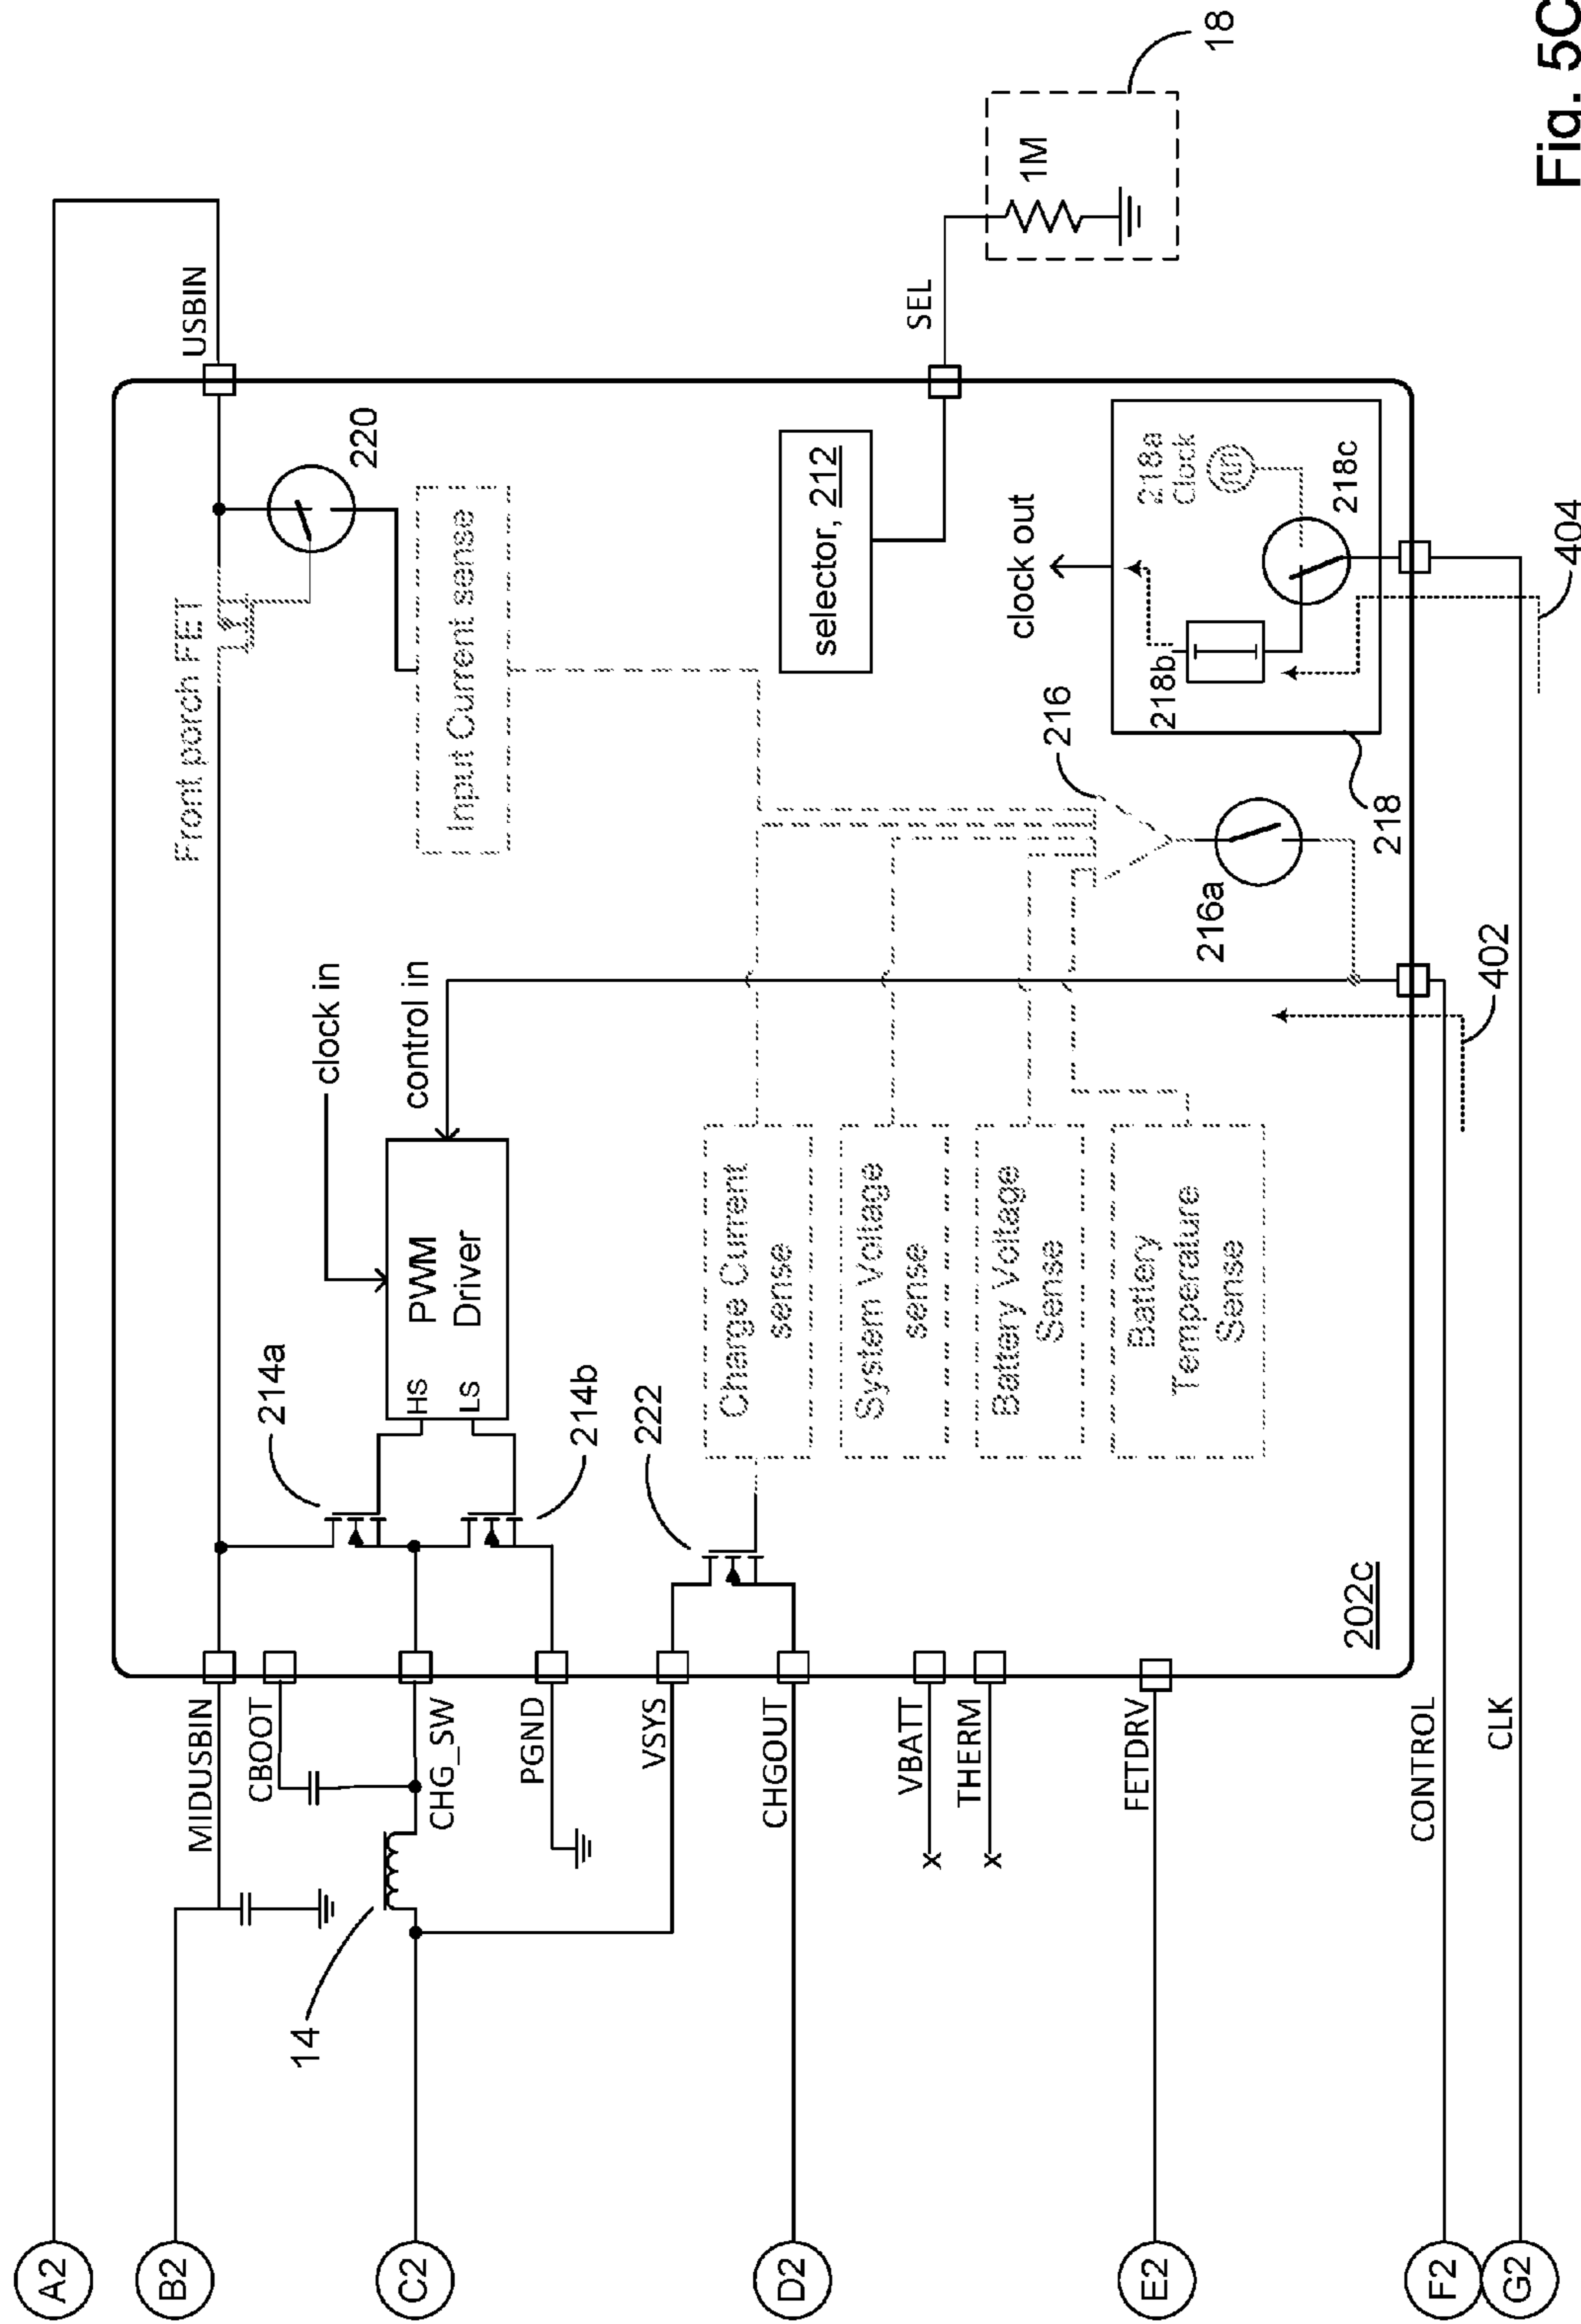 A2
B2
C2
D2
E2
F2
G2
14
MIDUSBIN
CBOOT
CHG_SW
PGND
VSYS
CHGOUT
VBATT
THERM
FETDRV
CONTROL
CLK
x
x
202c
214a
214b
222
HS
LS
PWM
Driver
clock in
control in
Charge Current
sense
System Voltage
sense
Battery Voltage
Sense
Battery
Temperature
Sense
402
Front porch FET
Input Current sense
220
216
216a
selector, 212
clock out
218b
218a
Clock
218c
218
404
USBIN
SEL
1M
18
Fig. 5C